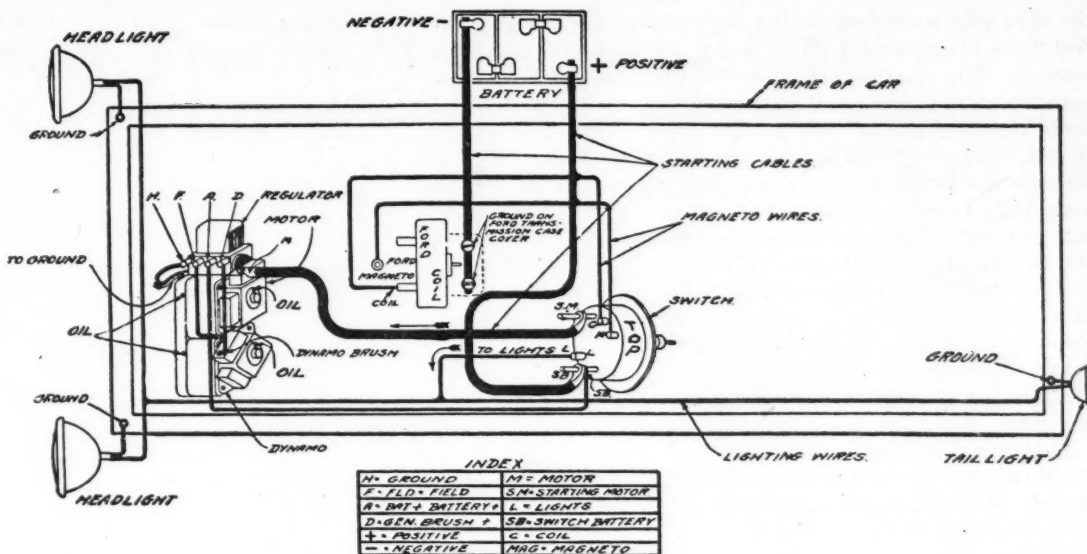 NEGATIVE -
+ POSITIVE
BATTERY
HEADLIGHT
GROUND
FRAME OF CAR
STARTING CABLES.
MAGNETO WIRES.
H. F. A. D.
REGULATOR
MOTOR
M
TO GROUND
OIL
OIL
DYNAMO BRUSH
OIL
DYNAMO
FORD
MAGNETO
COIL
FORD COIL
GROUND ON
FORD TRANS-
MISSION CASE
COVER
S.M
C
SWITCH.
TOP
TO LIGHTS L
L
S.B
SB.
GROUND
GROUND
HEADLIGHT
LIGHTING WIRES.
TAIL LIGHT
INDEX
H= GROUND M = MOTOR
F - FLD = FIELD SM=STARTING MOTOR
A= BAT + BATTERY+ L = LIGHTS
D=GEN. BRUSH + SB=SWITCH BATTERY
+ = POSITIVE C = COIL
- = NEGATIVE MAG= MAGNETO